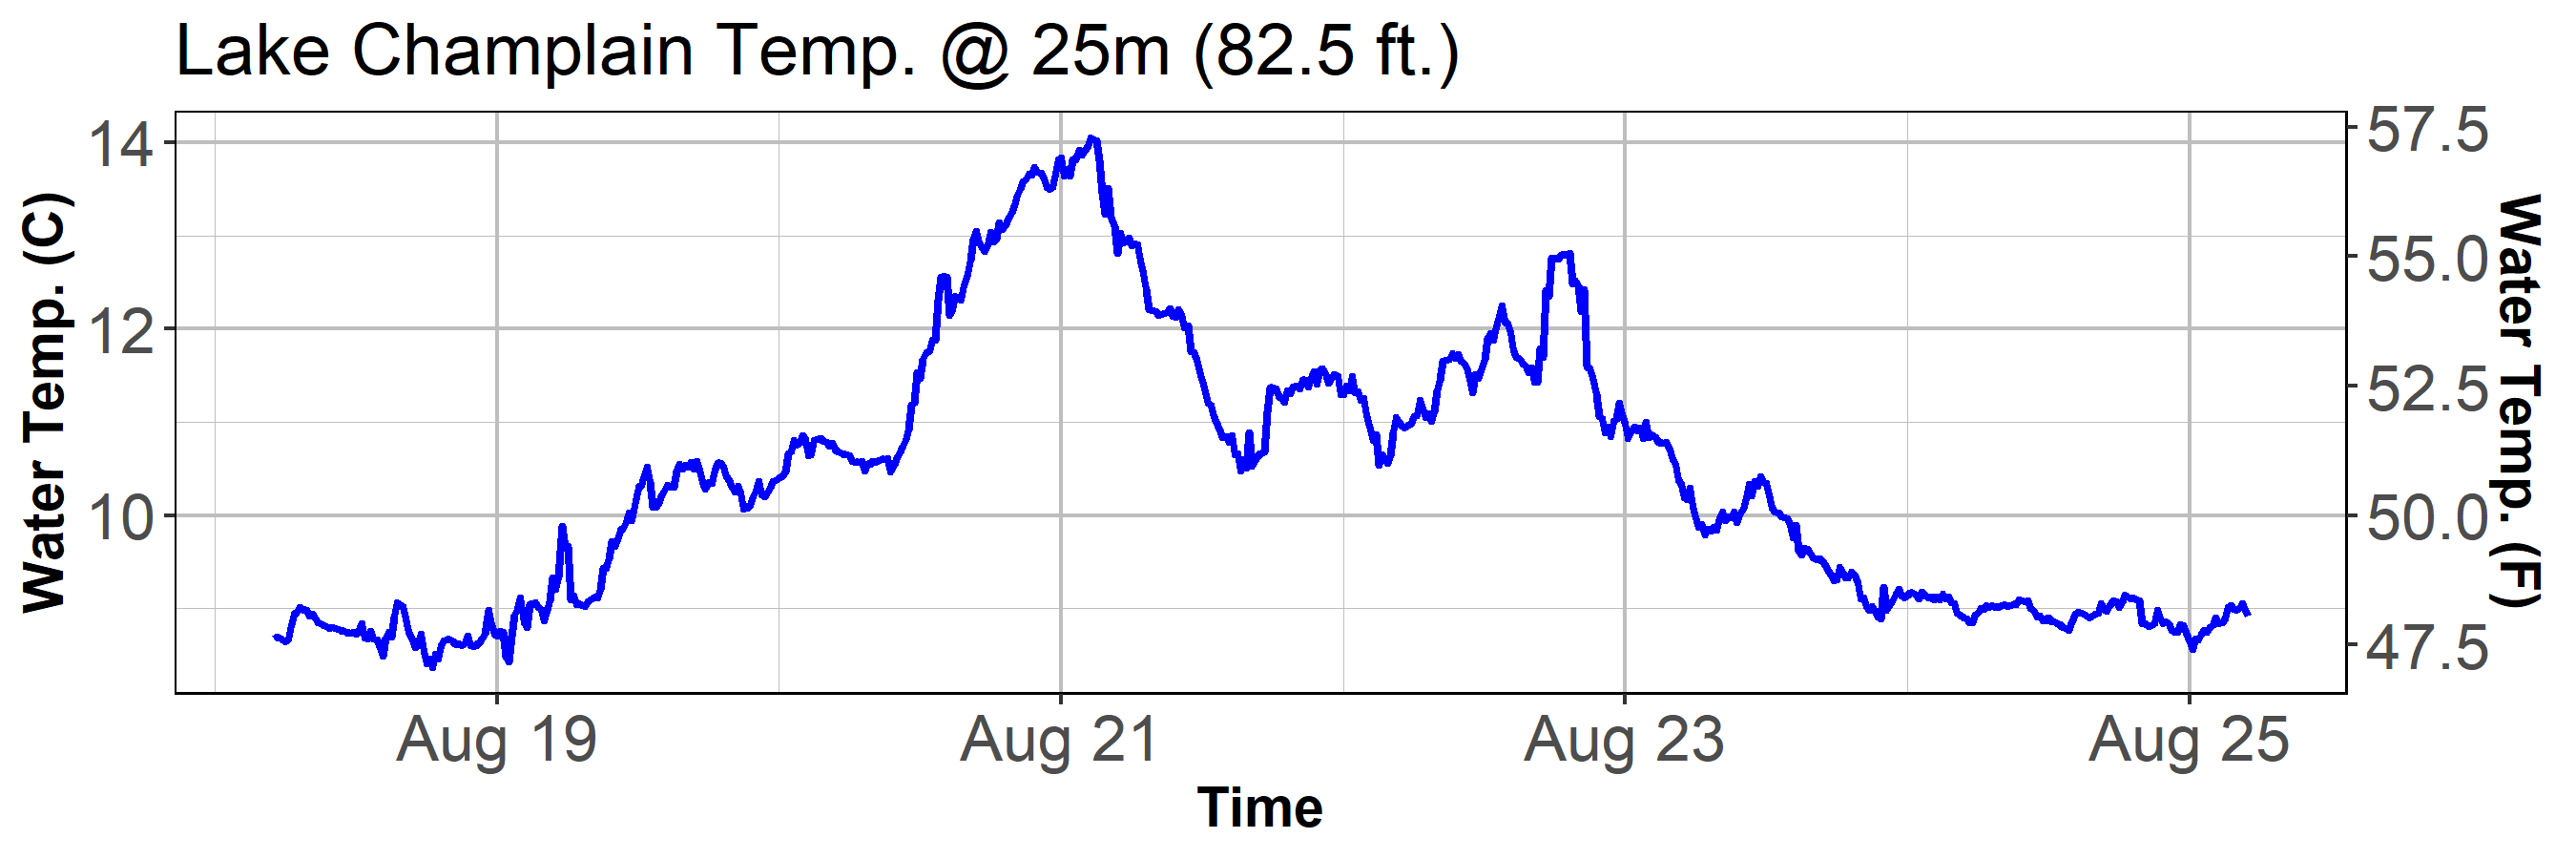 Lake Champlain Temp. @ 25m (82.5 ft.)
Water Temp. (C)
14
12
10
57.5
55.0
52.5
50.0
47.5
Water Temp. (F)
Aug 19 Aug 21 Aug 23 Aug 25
Time